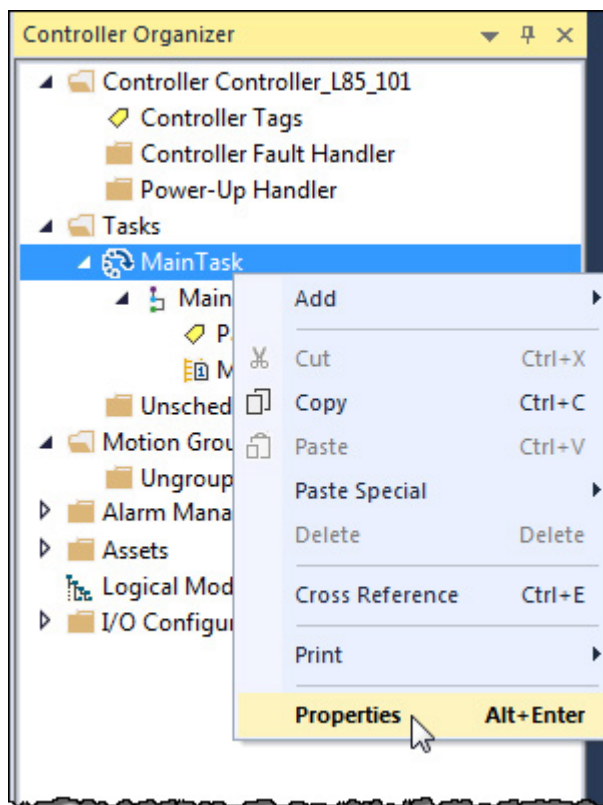 Controller Organizer
Controller Controller_L85_101
Controller Tags
Controller Fault Handler
Power-Up Handler
Tasks
MainTask
Main
P
M
Unsched
Motion Grou
Ungroup
Alarm Mana
Assets
Logical Mod
I/O Configu
Add
Cut Ctrl+X
Copy Ctrl+C
Paste Ctrl+V
Paste Special
Delete Delete
Cross Reference Ctrl+E
Print
Properties Alt+Enter